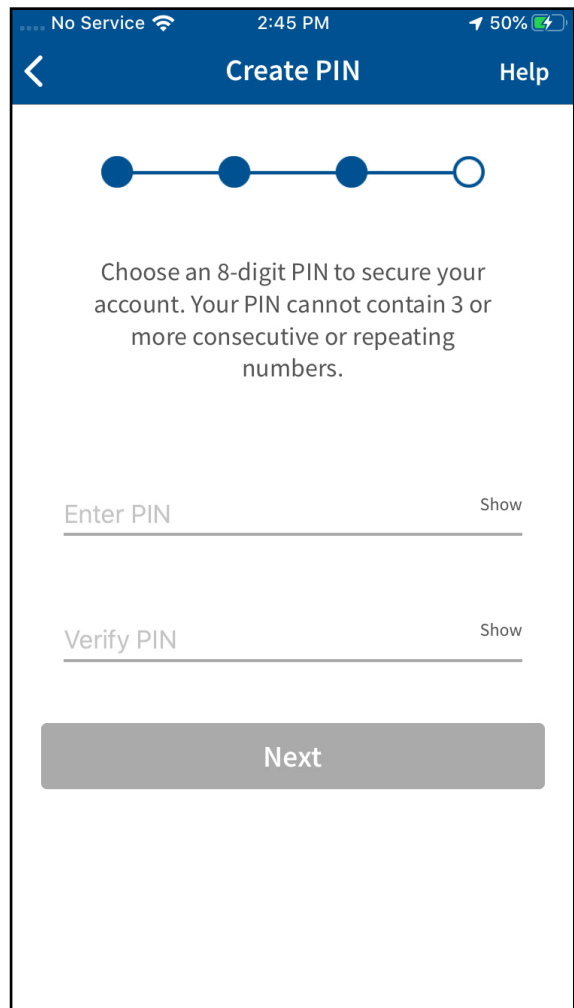 No Service 2:45 PM 50%
Create PIN Help
Choose an 8-digit PIN to secure your
account. Your PIN cannot contain 3 or
more consecutive or repeating
numbers.
Enter PIN Show
Verify PIN Show
Next